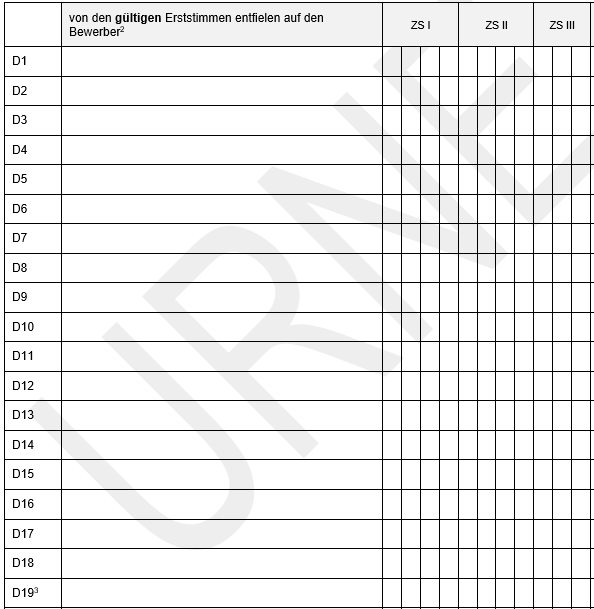 von den gültigen Erststimmen entfielen auf den
Bewerber²
ZS I
ZS II
ZS III
D1
D2
D3
D4
D5
D6
D7
D8
D9
D10
D11
D12
D13
D14
D15
D16
D17
D18
D19³
URNE